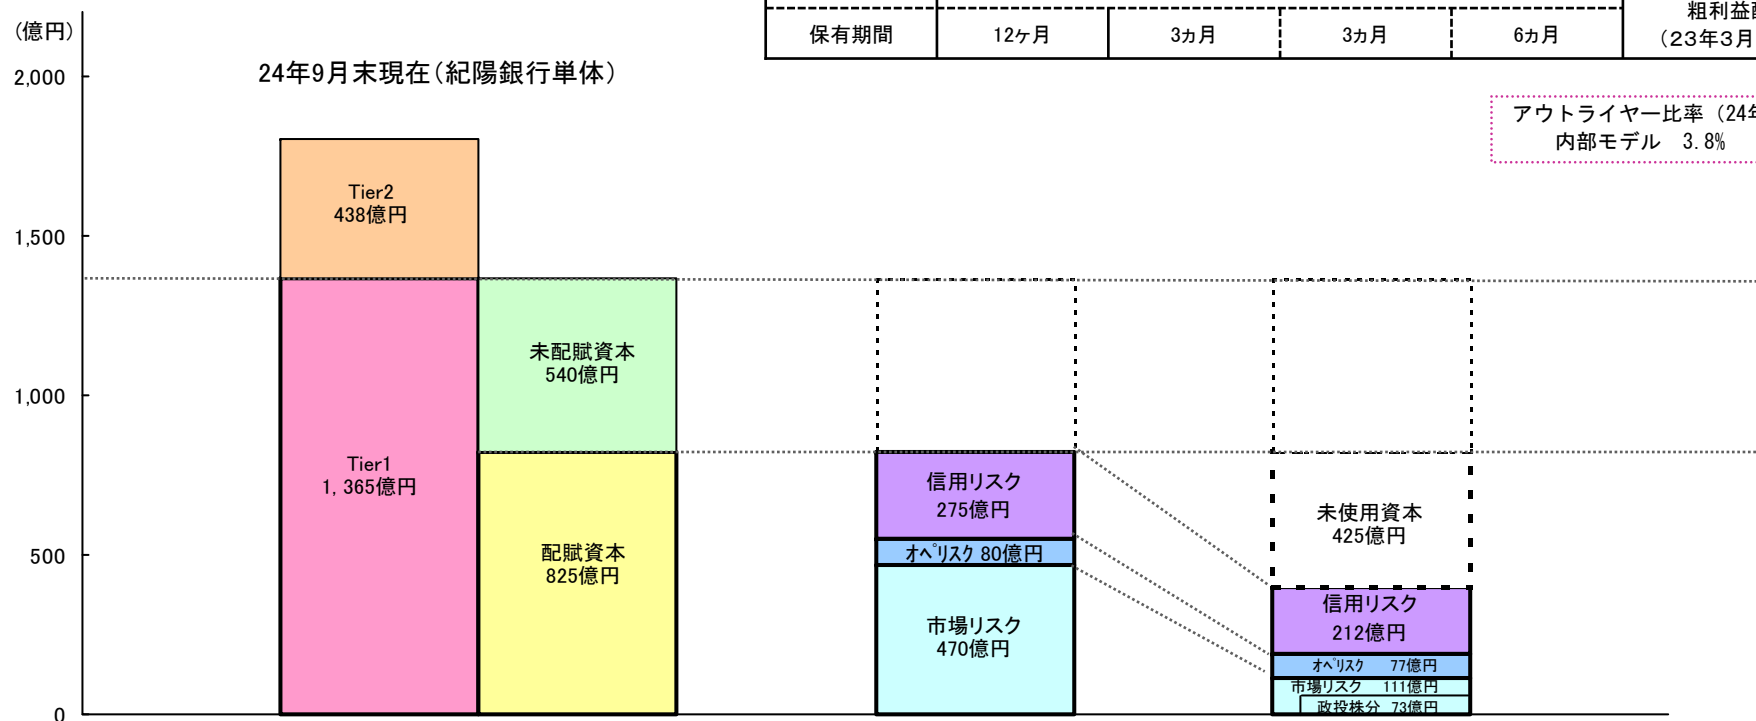 粗利益配
保有期間 12ヶ月 3ヵ月 3ヵ月 6ヵ月 （23年3月
（億円）
24年9月末現在（紀陽銀行単体）
2,000
アウトライヤー比率（24年
内部モデル 3.8%
Tier2
438億円
1,500
未配賦資本
540億円
1,000
Tier1
1,365億円
信用リスク
275億円
未使用資本
425億円
500
配賦資本
825億円
オペリスク 80億円
信用リスク
212億円
市場リスク
470億円
オペリスク 77億円
市場リスク 111億円
政投株分 73億円
0